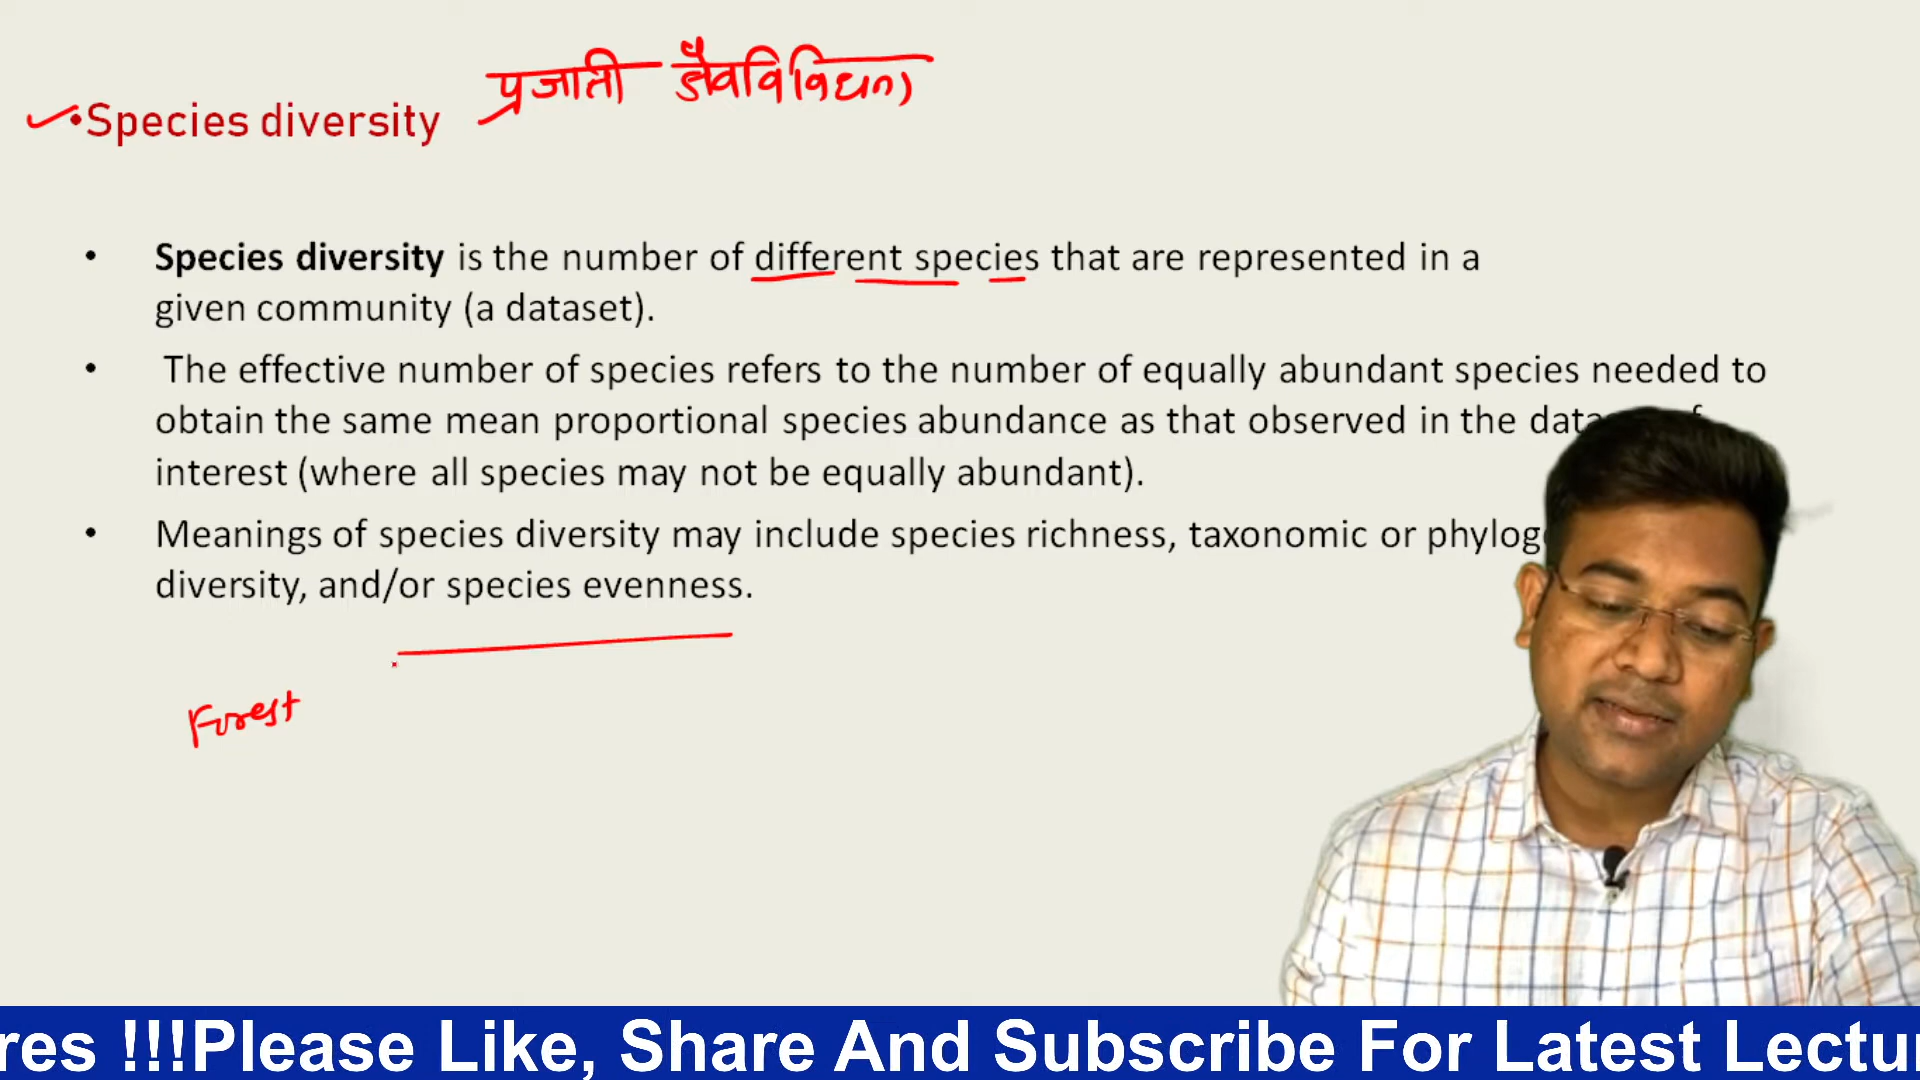 प्रजाती जैवविविधता
•Species diversity
• Species diversity is the number of different species that are represented in a
given community (a dataset).
• The effective number of species refers to the number of equally abundant species needed to
obtain the same mean proportional species abundance as that observed in the
interest (where all species may not be equally abundant).
• Meanings of species diversity may include species richness, taxonomic or
diversity, and/or species evenness.
Forest
res !!!Please Like, Share And Subscribe For Latest Lectu